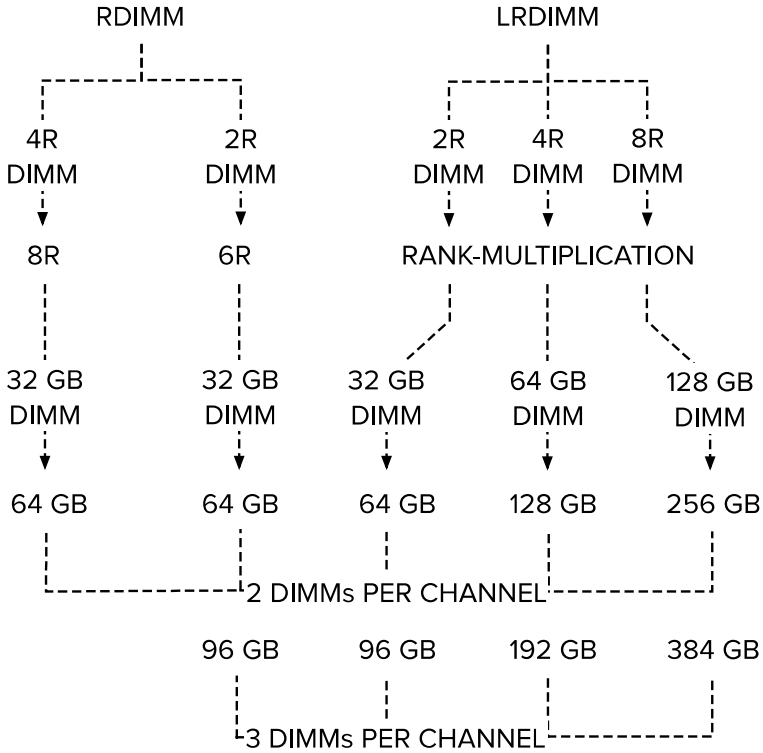 RDIMM LRDIMM
4R 2R 2R 4R 8R
DIMM DIMM DIMM DIMM DIMM
8R 6R RANK-MULTIPLICATION
32 GB 32 GB 32 GB 64 GB 128 GB
DIMM DIMM DIMM DIMM DIMM
64 GB 64 GB 64 GB 128 GB 256 GB
2 DIMMs PER CHANNEL
96 GB 96 GB 192 GB 384 GB
3 DIMMs PER CHANNEL